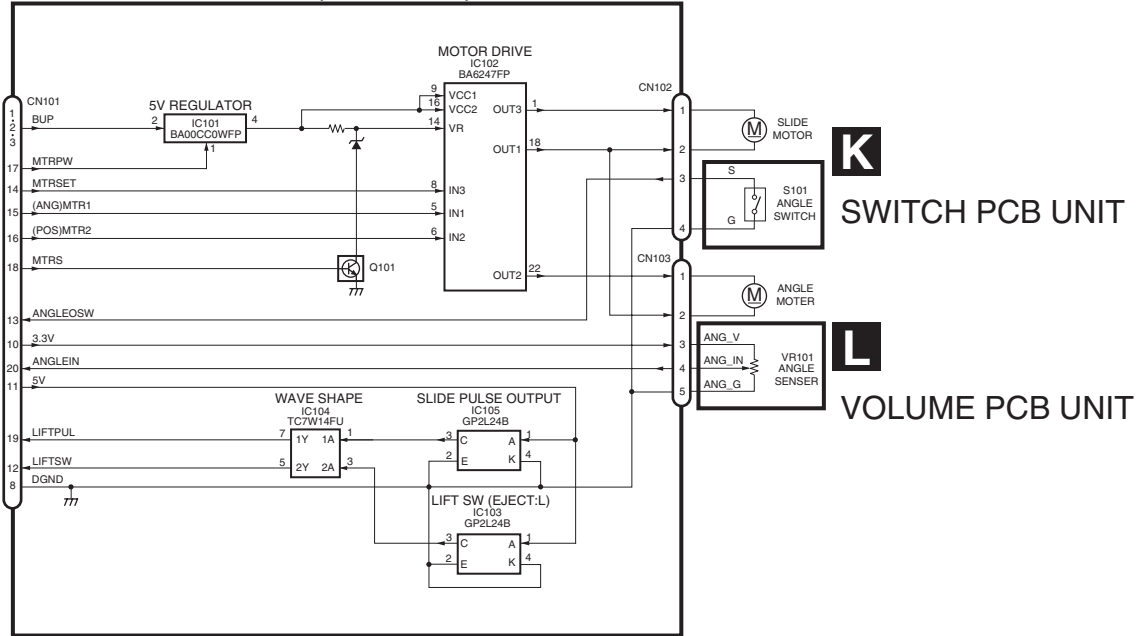 MOTOR DRIVE
IC102
BA6247FP
CN101
1
2
3
BUP
5V REGULATOR
2
IC101
BA00CC0WFP
4
1
9
VCC1
16
VCC2
14
VR
OUT3
1
OUT1
18
CN102
1
M
SLIDE
MOTOR
2
17
MTRPW
14
MTRSET
8
IN3
15
(ANG)MTR1
5
IN1
16
(POS)MTR2
6
IN2
18
MTRS
Q101
OUT2
22
3
S
S101
ANGLE
SWITCH
G
4
K
SWITCH PCB UNIT
CN103
1
M
ANGLE
MOTER
2
13
ANGLEOSW
10
3.3V
20
ANGLEIN
11
5V
3
ANG_V
4
ANG_IN
5
ANG_G
VR101
ANGLE
SENSER
L
VOLUME PCB UNIT
WAVE SHAPE
IC104
TC7W14FU
SLIDE PULSE OUTPUT
IC105
GP2L24B
19
LIFTPUL
7
1Y
1A
1
3
C
A
1
12
LIFTSW
5
2Y
2A
3
2
E
K
4
8
DGND
LIFT SW (EJECT:L)
IC103
GP2L24B
3
C
A
1
2
E
K
4